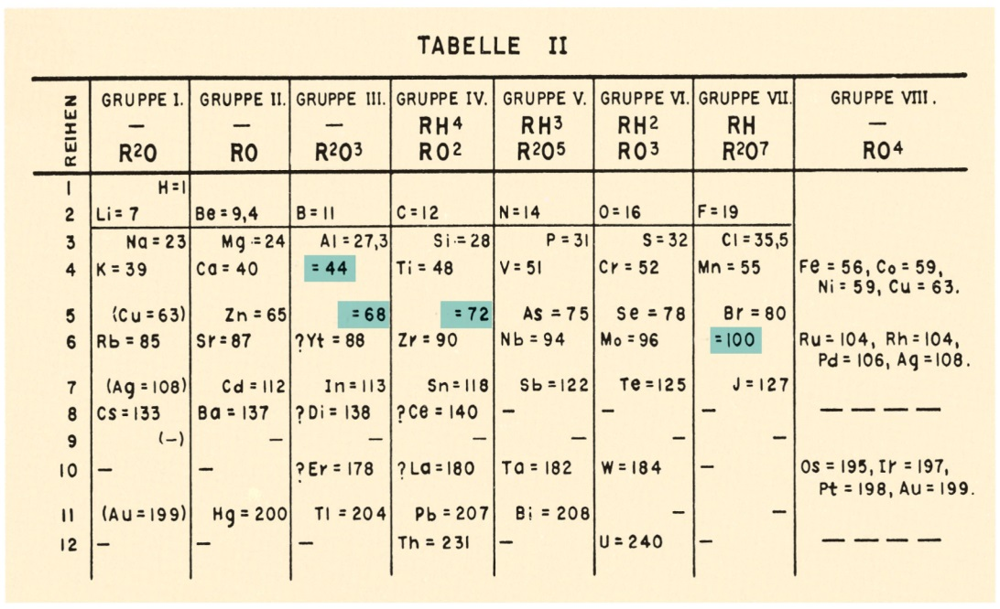 TABELLE II
REIHEN GRUPPE I. GRUPPE II. GRUPPE III. GRUPPE IV. GRUPPE V. GRUPPE VI. GRUPPE VII. GRUPPE VIII.
— — — RH⁴ RH³ RH² RH —
R²O RO R²O³ RO² R²O⁵ RO³ R²O⁷ RO⁴
1 H=1
2 Li=7 Be=9,4 B=11 C=12 N=14 O=16 F=19
3 Na=23 Mg=24 Al=27,3 Si=28 P=31 S=32 Cl=35,5
4 K=39 Ca=40 =44 Ti=48 V=51 Cr=52 Mn=55 Fe=56, Co=59,
Ni=59, Cu=63.
5 (Cu=63) Zn=65 =68 =72 As=75 Se=78 Br=80
6 Rb=85 Sr=87 ?Yt=88 Zr=90 Nb=94 Mo=96 =100 Ru=104, Rh=104,
Pd=106, Ag=108.
7 (Ag=108) Cd=112 In=113 Sn=118 Sb=122 Te=125 J=127
8 Cs=133 Ba=137 ?Di=138 ?Ce=140 — — — — — — —
9 (—) — — — — — —
10 — — ?Er=178 ?La=180 Ta=182 W=184 — Os=195, Ir=197,
Pt=198, Au=199.
11 (Au=199) Hg=200 Tl=204 Pb=207 Bi=208 — —
12 — — — Th=231 — U=240 — — — — —